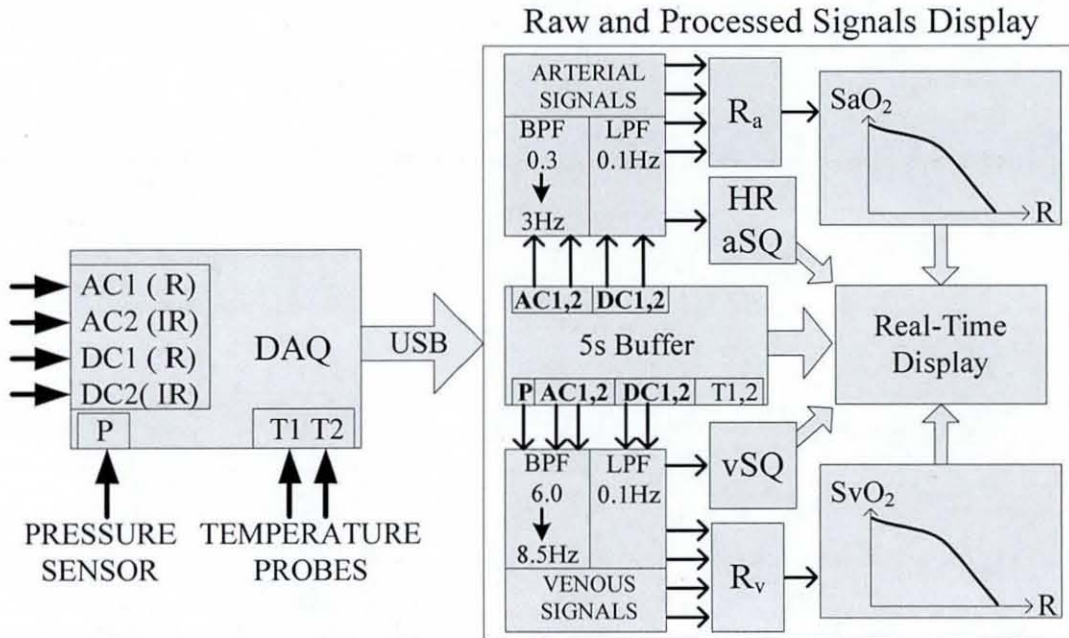 Raw and Processed Signals Display
ARTERIAL
SIGNALS
BPF
0.3
3Hz
LPF
0.1Hz
Rₐ
SaO₂
R
HR
aSQ
AC1 ( R)
AC2 (IR)
DC1 (R)
DC2( IR)
DAQ
P
T1 T2
USB
AC1,2 DC1,2
5s Buffer
P AC1,2 DC1,2 T1,2
Real-Time
Display
PRESSURE
SENSOR
TEMPERATURE
PROBES
BPF
6.0
8.5Hz
LPF
0.1Hz
VENOUS
SIGNALS
vSQ
Rᵥ
SvO₂
R